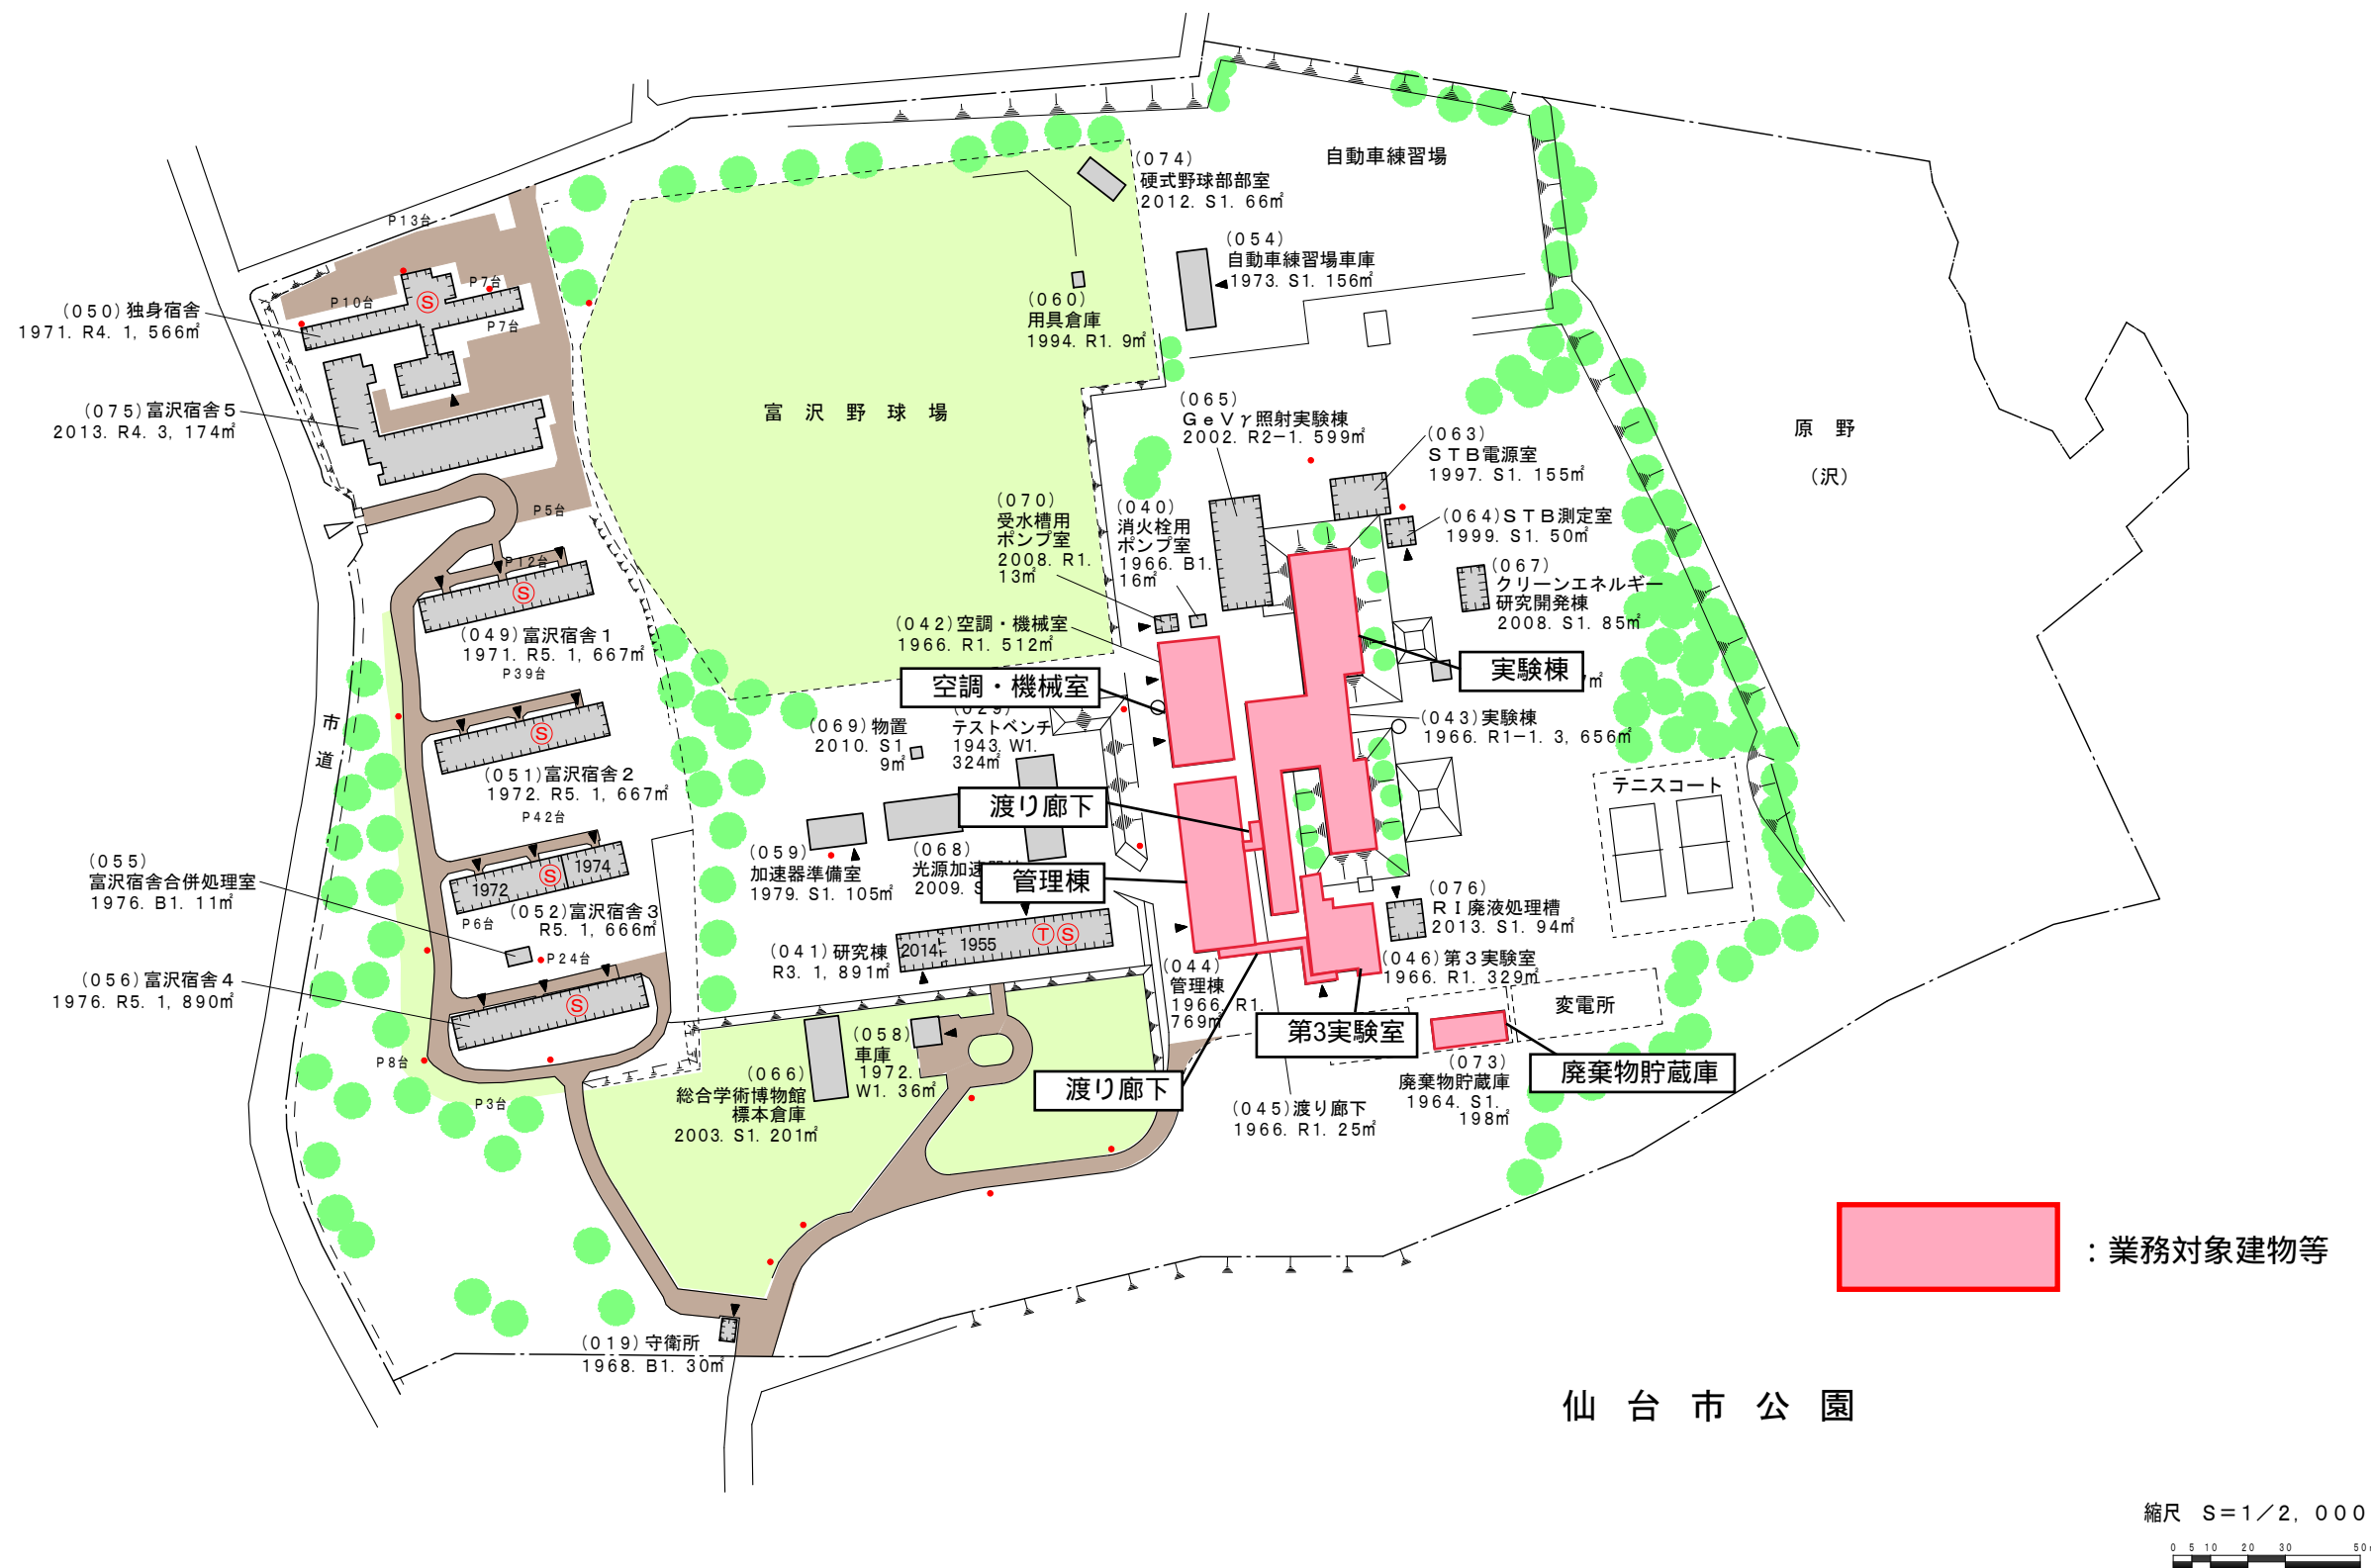 自動車練習場
(074)
硬式野球部部室
2012. S1. 66㎡
P13台
(054)
自動車練習場車庫
1973. S1. 156㎡
P7台
P10台
P7台
Ⓢ
(050)独身宿舎
1971. R4. 1, 566㎡
(060)
用具倉庫
1994. R1. 9㎡
(075)富沢宿舎5
2013. R4. 3, 174㎡
富沢野球場
(065)
GeVγ照射実験棟
2002. R2−1. 599㎡
(063)
STB電源室
1997. S1. 155㎡
原 野
(沢)
P5台
(070)
受水槽用
ポンプ室
2008. R1.
13㎡
(040)
消火栓用
ポンプ室
1966. B1.
16㎡
(064)STB測定室
1999. S1. 50㎡
P12台
Ⓢ
(067)
クリーンエネルギー
研究開発棟
2008. S1. 85㎡
(049)富沢宿舎1
1971. R5. 1, 667㎡
(042)空調・機械室
1966. R1. 512㎡
P39台
空調・機械室
実験棟
㎡
市
道
Ⓢ
(069)物置
2010. S1
9㎡
テストベンチ
1943. W1.
324㎡
(043)実験棟
1966. R1−1. 3, 656㎡
(051)富沢宿舎2
1972. R5. 1, 667㎡
P42台
テニスコート
渡り廊下
(055)
富沢宿舎合併処理室
1976. B1. 11㎡
1972
Ⓢ
1974
(059)
加速器準備室
1979. S1. 105㎡
(068)
光源加速
2009. S
管理棟
P6台
(052)富沢宿舎3
R5. 1, 666㎡
(076)
RI廃液処理槽
2013. S1. 94㎡
(041)研究棟
R3. 1, 891㎡
2014
1955
Ⓣ Ⓢ
P24台
(056)富沢宿舎4
1976. R5. 1, 890㎡
Ⓢ
(044)
管理棟
1966. R1.
769㎡
(046)第3実験室
1966. R1. 329㎡
変電所
第3実験室
P8台
(058)
車庫
1972.
W1. 36㎡
(066)
総合学術博物館
標本倉庫
2003. S1. 201㎡
渡り廊下
廃棄物貯蔵庫
(073)
廃棄物貯蔵庫
1964. S1.
198㎡
P3台
(045)渡り廊下
1966. R1. 25㎡
:業務対象建物等
(019)守衛所
1968. B1. 30㎡
仙台市公園
縮尺 S=1/2, 000
0 5 10 20 30 50